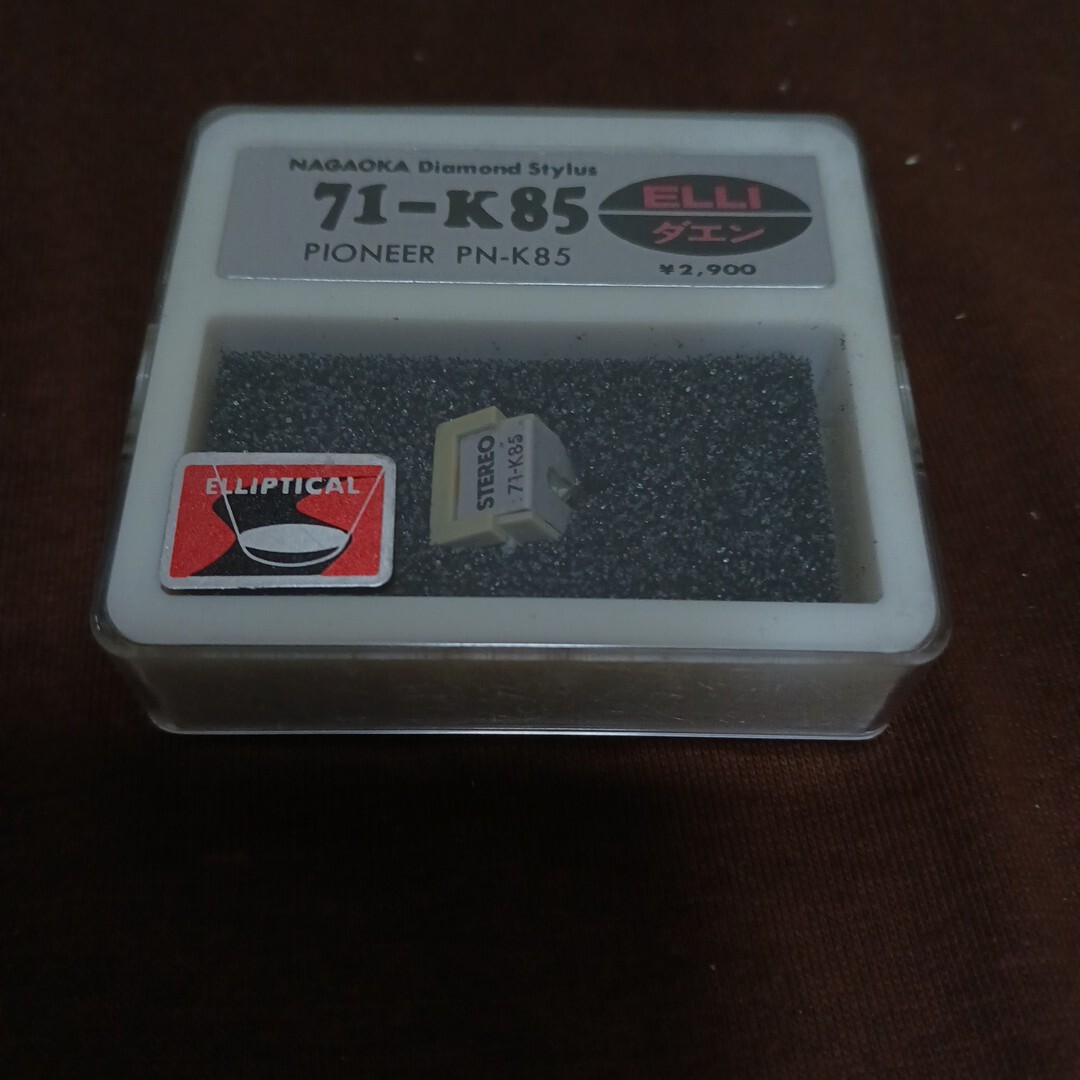 NAGAOKA Diamond Stylus
71-K85
PIONEER PN-K85
ELLI
ダエン
¥2,900
ELLIPTICAL
STEREO
71-K85